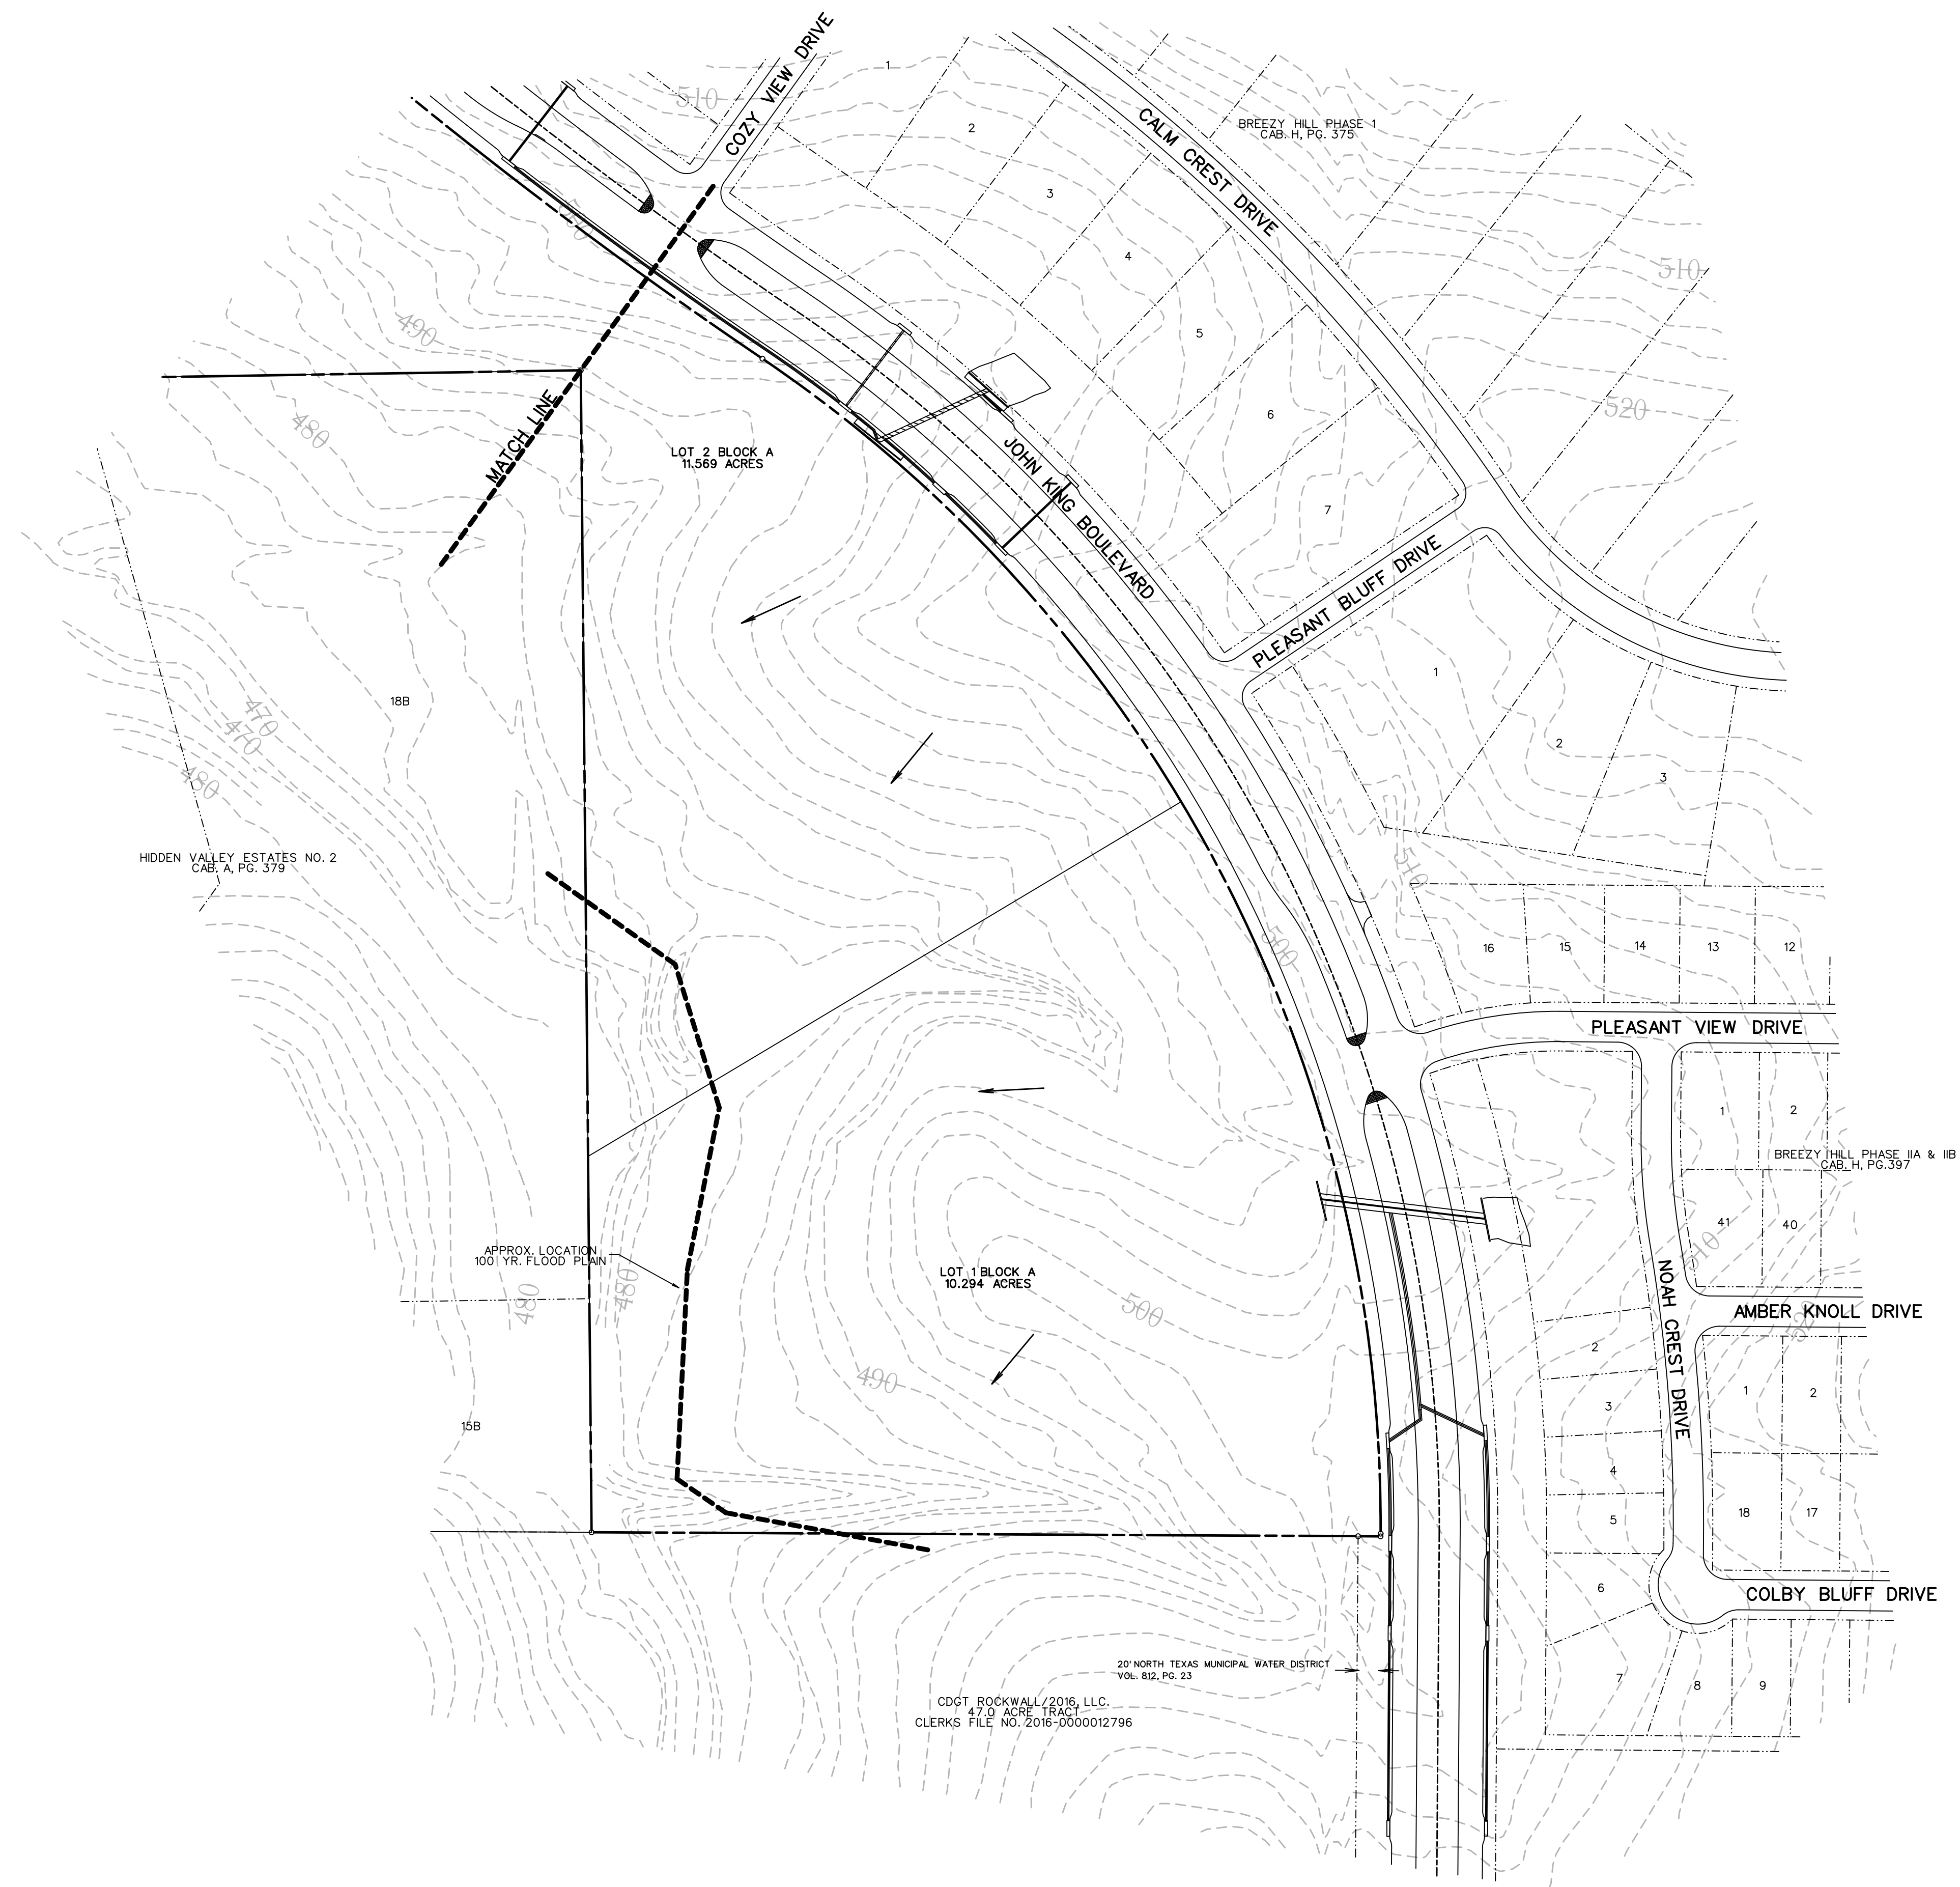 COZY VIEW DRIVE
510
1
2
3
4
5
6
7
CALM CREST DRIVE
BREEZY HILL PHASE 1
CAB. H, PG. 375
510
520
490
480
MATCH LINE
LOT 2 BLOCK A
11.569 ACRES
JOHN KING BOULEVARD
PLEASANT BLUFF DRIVE
1
2
3
18B
470
470
480
HIDDEN VALLEY ESTATES NO. 2
CAB. A, PG. 379
510
500
16
15
14
13
12
PLEASANT VIEW DRIVE
1
2
BREEZY HILL PHASE IIA & IIB
CAB. H, PG.397
41
40
510
NOAH CREST DRIVE
AMBER KNOLL DRIVE
520
APPROX. LOCATION
100 YR. FLOOD PLAIN
480
480
LOT 1 BLOCK A
10.294 ACRES
500
490
15B
2
3
4
5
6
7
8
9
1
2
18
17
COLBY BLUFF DRIVE
20' NORTH TEXAS MUNICIPAL WATER DISTRICT
VOL. 812, PG. 23
CDGT ROCKWALL/2016, LLC.
47.0 ACRE TRACT
CLERKS FILE NO. 2016-0000012796